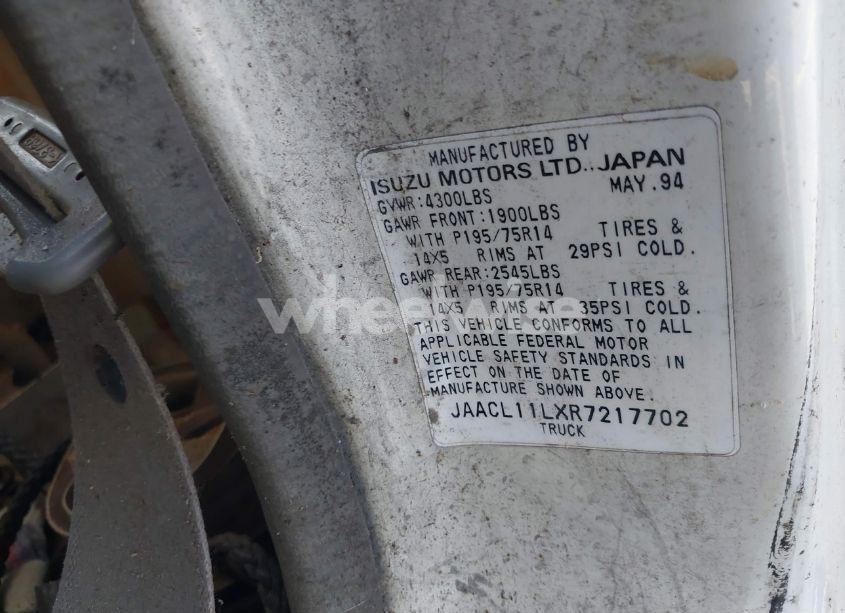 MANUFACTURED BY
ISUZU MOTORS LTD., JAPAN
GVWR:4300LBS MAY.94
GAWR FRONT:1900LBS
WITH P195/75R14 TIRES &
14X5 RIMS AT 29PSI COLD.
GAWR REAR:2545LBS
WITH P195/75R14 TIRES &
14X5 RIMS AT 35PSI COLD.
THIS VEHICLE CONFORMS TO ALL
APPLICABLE FEDERAL MOTOR
VEHICLE SAFETY STANDARDS IN
EFFECT ON THE DATE OF
MANUFACTURE SHOWN ABOVE.
JAACL11LXR7217702
TRUCK
wheelwise